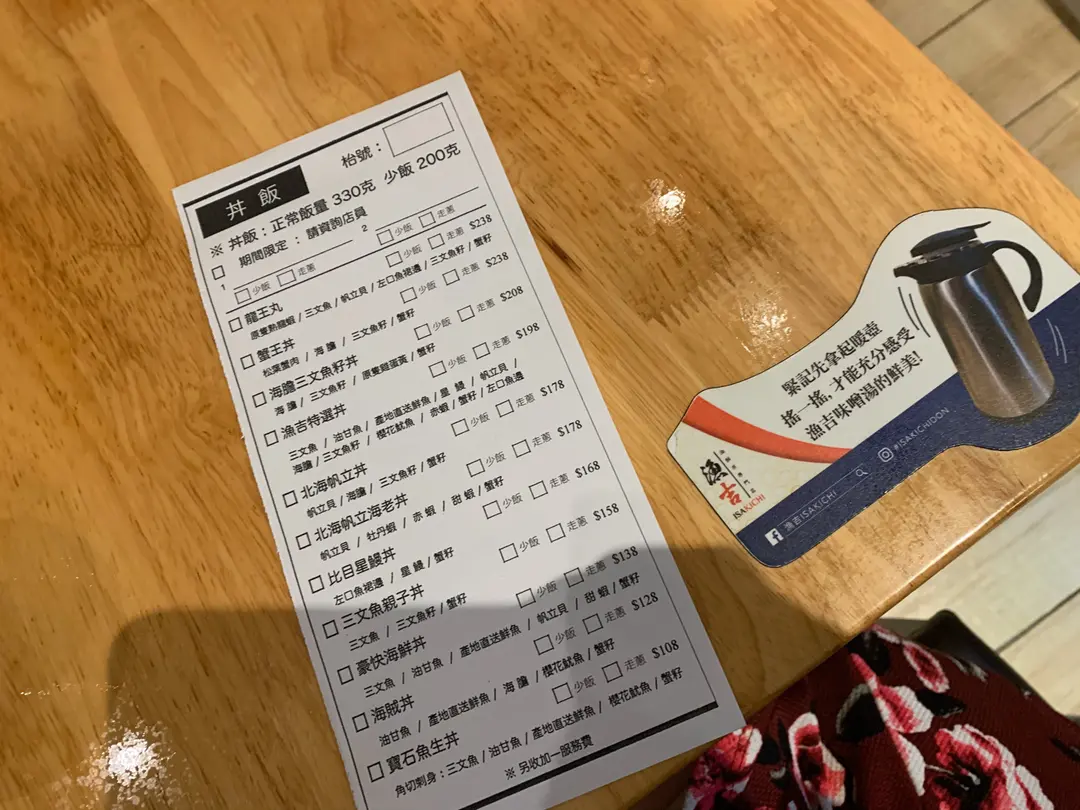 枱號：
丼飯
※ 丼飯：正常飯量 330克 少飯 200克
期間限定 ： 請資詢店員
1 少飯 走蔥 2 少飯 走蔥
龍王丸 少飯 走蔥 $238
原隻熟龍蝦 / 三文魚 / 帆立貝 / 左口魚裙邊 / 三文魚籽 / 蟹籽
蟹王丼 少飯 走蔥 $238
松葉蟹肉 / 海膽 / 三文魚籽 / 蟹籽
海膽三文魚籽丼 少飯 走蔥 $208
海膽 / 三文魚籽 / 原隻雞蛋黃 / 蟹籽
漁吉特選丼 少飯 走蔥 $198
三文魚 / 油甘魚 / 產地直送鮮魚 / 星鰻 / 帆立貝 /
海膽 / 三文魚籽 / 櫻花魷魚 / 赤蝦 / 蟹籽 / 左口魚邊
北海帆立丼 少飯 走蔥 $178
帆立貝 / 海膽 / 三文魚籽 / 蟹籽
北海帆立海老丼 少飯 走蔥 $178
帆立貝 / 牡丹蝦 / 赤蝦 / 甜蝦 / 蟹籽
比目星鰻丼 少飯 走蔥 $168
左口魚裙邊 / 星鰻 / 蟹籽
三文魚親子丼 少飯 走蔥 $158
三文魚 / 三文魚籽 / 蟹籽
豪快海鮮丼 少飯 走蔥 $138
三文魚 / 油甘魚 / 產地直送鮮魚 / 帆立貝 / 甜蝦 / 蟹籽
海賊丼 少飯 走蔥 $128
油甘魚 / 產地直送鮮魚 / 海膽 / 櫻花魷魚 / 蟹籽
寶石魚生丼 少飯 走蔥 $108
角切刺身：三文魚 / 油甘魚 / 產地直送鮮魚 / 櫻花魷魚 / 蟹籽
※ 另收加一服務費
緊記先拿起暖壺
搖一搖, 才能充分感受
漁吉味噌湯的鮮美!
漁吉
ISAKICHI
漁吉ISAKICHI
#ISAKICHIDON